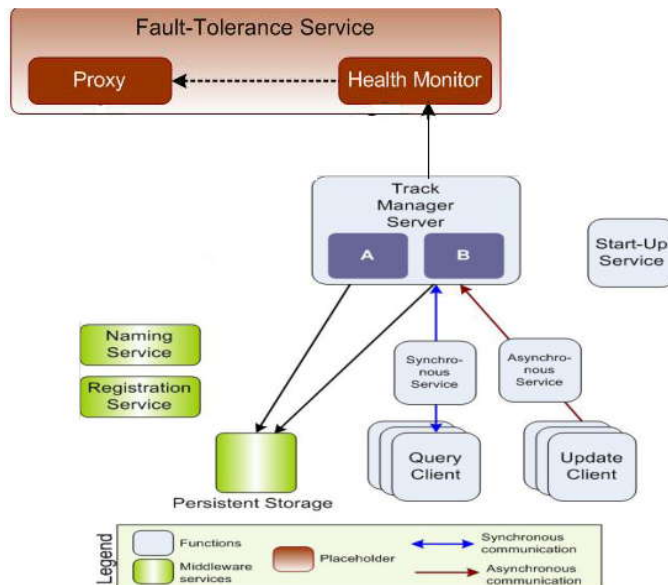 Fault-Tolerance Service
Proxy
Health Monitor
Track
Manager
Server
A
B
Start-Up
Service
Naming
Service
Registration
Service
Synchro-
nous
Service
Asynchro-
nous Service
Query
Client
Update
Client
Persistent Storage
Legend
Functions
Middleware
services
Placeholder
Synchronous
communication
Asynchronous
communication